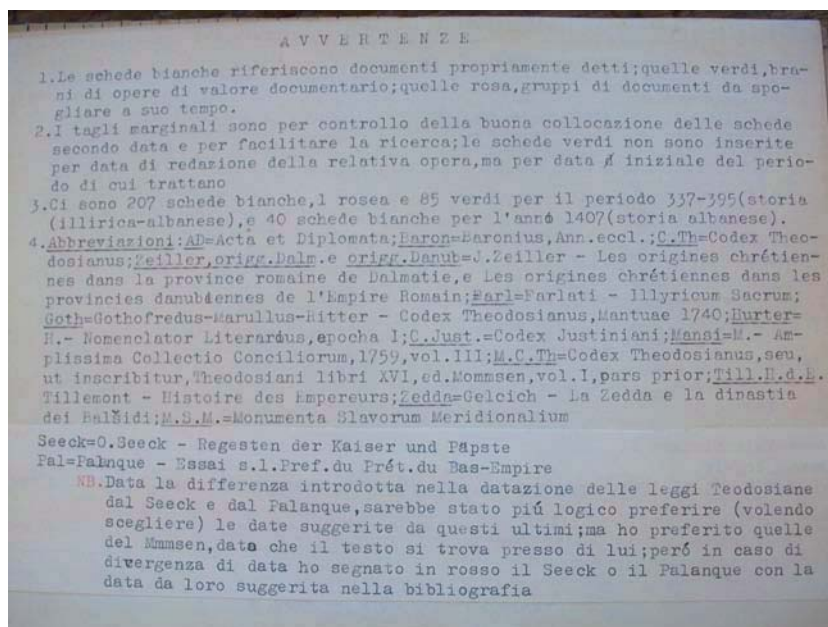 A V V E R T E N Z E
1.Le schede bianche riferiscono documenti propriamente detti;quelle verdi,bra-
ni di opere di valore documentario;quelle rosa,gruppi di documenti da spo-
gliare a suo tempo.
2.I tagli marginali sono per controllo della buona collocazione delle schede
secondo data e per facilitare la ricerca;le schede verdi non sono inserite
per data di redazione della relativa opera,ma per data iniziale del perio-
do di cui trattano
3.Ci sono 207 schede bianche,1 rosea e 85 verdi per il periodo 337-395(storia
(illirica-albanese),e 40 schede bianche per l'anno 1407(storia albanese).
4.Abbreviazioni:AD=Acta et Diplomata;Baron=Baronius,Ann.eccl.;C.Th=Codex Theo-
dosianus;Zeiller,origg.Dalm.e origg.Danub=J.Zeiller - Les origines chrétien-
nes dans la province romaine de Dalmatie,e Les origines chrétiennes dans les
provincies danubiennes de l'Empire Romain;Farl=Farlati - Illyricum Sacrum;
Goth=Gothofredus-Marullus-Ritter - Codex Theodosianus,Mantuae 1740;Hurter=
H.- Nomenclator Literarius,epocha I;C.Just.=Codex Justiniani;Mansi=M.- Am-
plissima Collectio Conciliorum,1759,vol.III;M.C.Th=Codex Theodosianus,seu,
ut inscribitur,Theodosiani libri XVI,ed.Mommsen,vol.I,pars prior;Till.H.d.E.
Tillemont - Histoire des Empereurs;Zedda=Gelcich - La Zedda e la dinastia
dei Balšidi;M.S.M.=Monumenta Slavorum Meridionalium
Seeck=O.Seeck - Regesten der Kaiser und Päpste
Pal=Palanque - Essai s.l.Pref.du Prét.du Bas-Empire
NB.Data la differenza introdotta nella datazione delle leggi Teodosiane
dal Seeck e dal Palanque,sarebbe stato piú logico preferire (volendo
scegliere) le date suggerite da questi ultimi;ma ho preferito quelle
del Mmmsen,dato che il testo si trova presso di lui;peró in caso di
divergenza di data ho segnato in rosso il Seeck o il Palanque con la
data da loro suggerita nella bibliografia